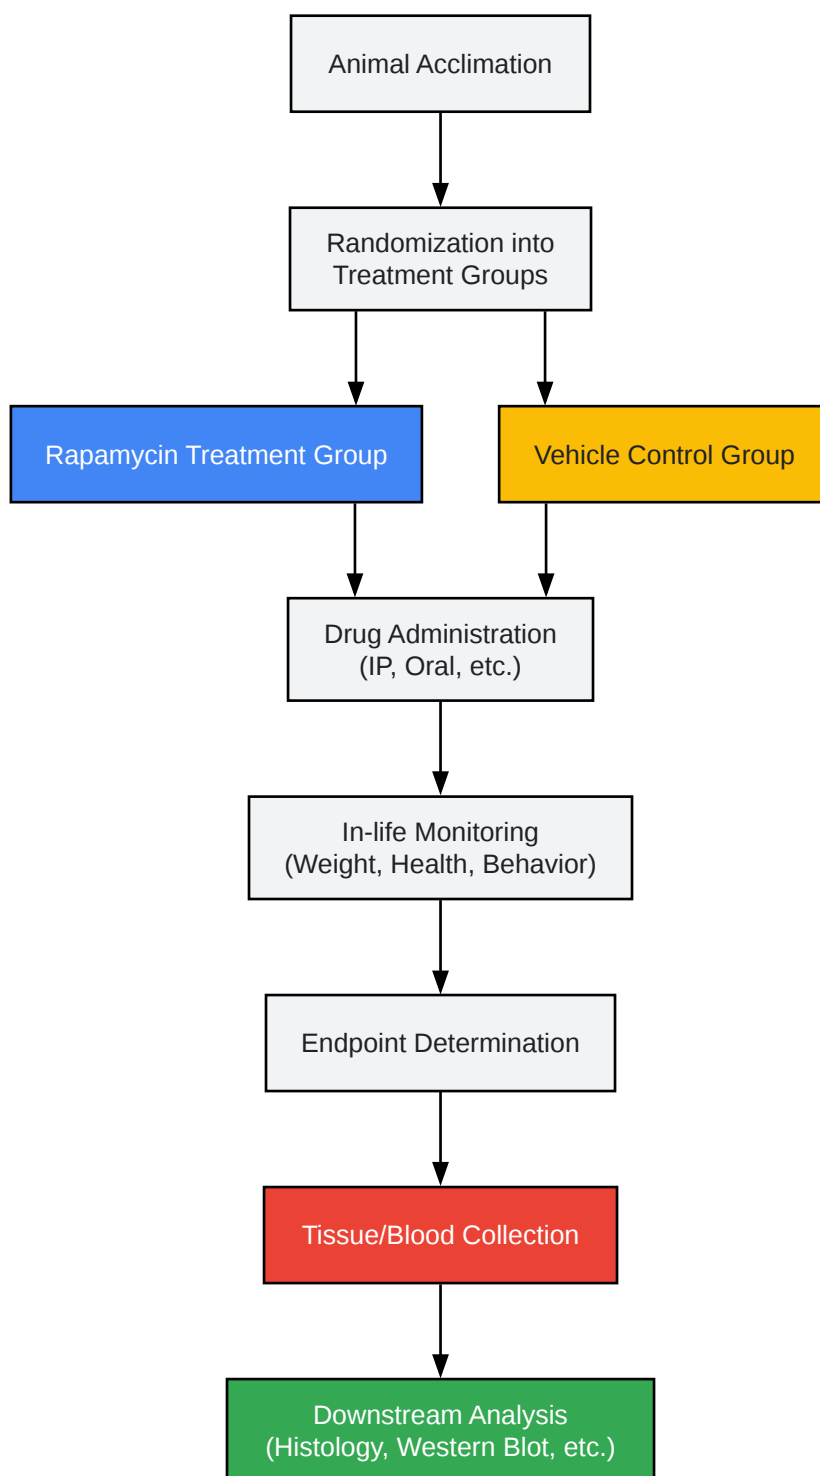 Animal Acclimation
Randomization into
Treatment Groups
Rapamycin Treatment Group
Vehicle Control Group
Drug Administration
(IP, Oral, etc.)
In-life Monitoring
(Weight, Health, Behavior)
Endpoint Determination
Tissue/Blood Collection
Downstream Analysis
(Histology, Western Blot, etc.)